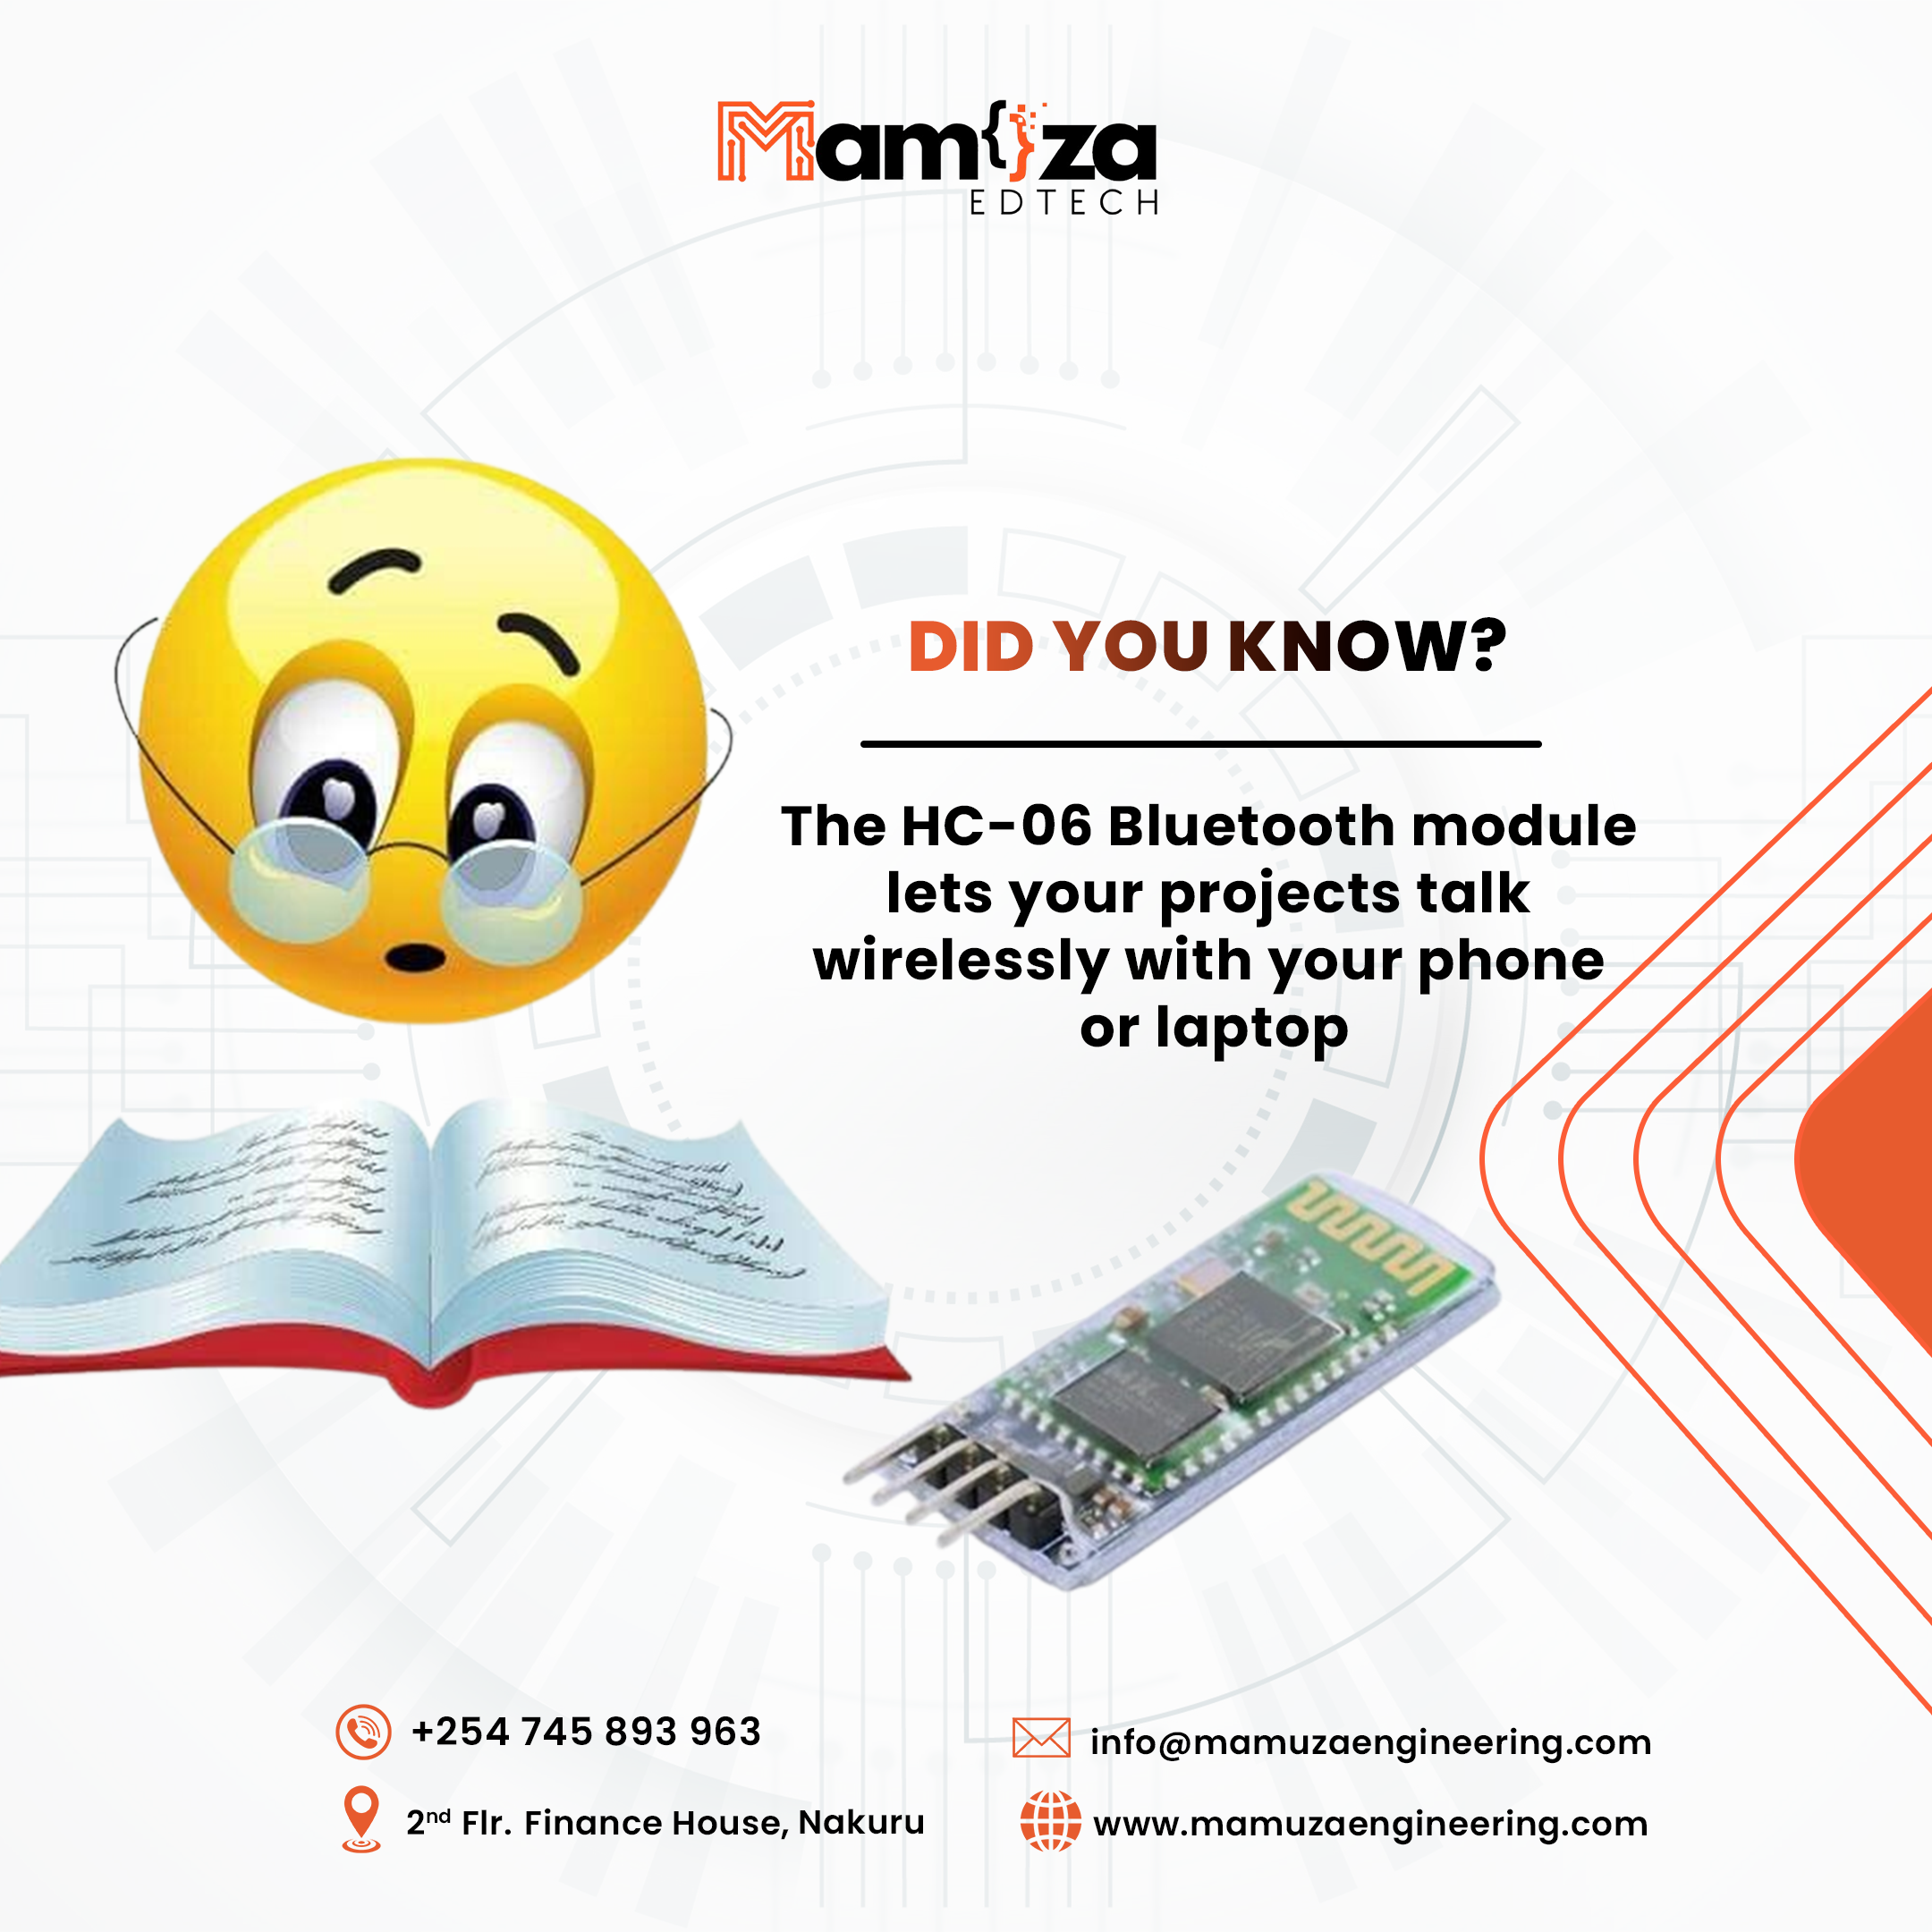 Mam{}za
EDTECH
DID YOU KNOW?
The HC-06 Bluetooth module
lets your projects talk
wirelessly with your phone
or laptop
+254 745 893 963
info@mamuzaengineering.com
2nd Flr. Finance House, Nakuru
www.mamuzaengineering.com